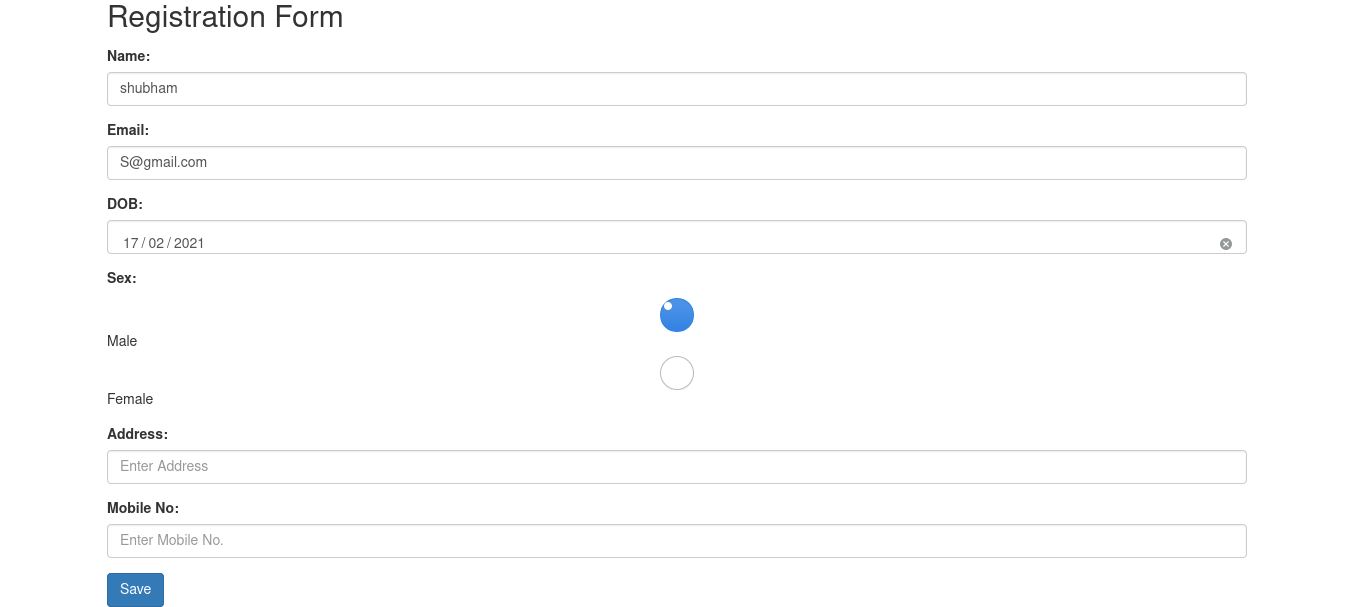 Registration Form
Name:
shubham
Email:
S@gmail.com
DOB:
17 / 02 / 2021
Sex:
Male
Female
Address:
Enter Address
Mobile No:
Enter Mobile No.
Save